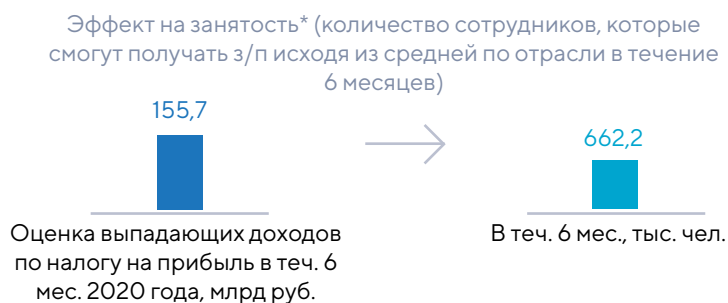 Эффект на занятость* (количество сотрудников, которые
смогут получать з/п исходя из средней по отрасли в течение
6 месяцев)
155,7
662,2
Оценка выпадающих доходов
по налогу на прибыль в теч. 6
мес. 2020 года, млрд руб.
В теч. 6 мес., тыс. чел.